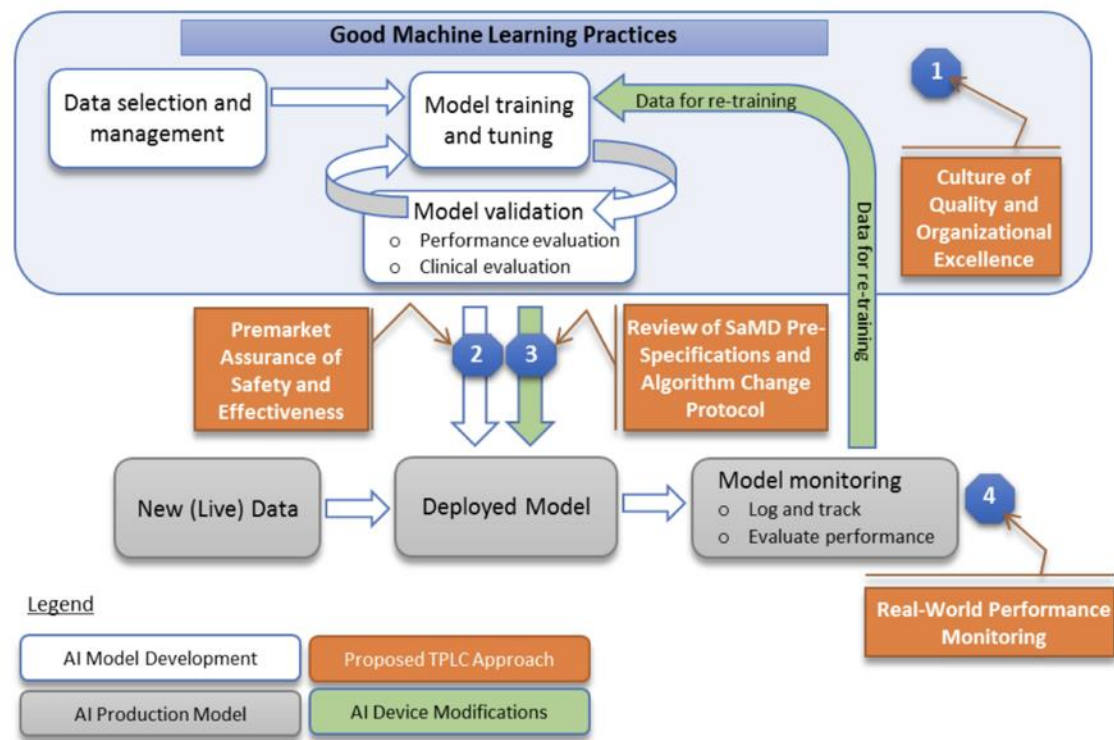 Good Machine Learning Practices
Data selection and
management
Model training
and tuning
Data for re-training
1
Culture of
Quality and
Organizational
Excellence
Model validation
o Performance evaluation
o Clinical evaluation
Data for re-training
Premarket
Assurance of
Safety and
Effectiveness
2
3
Review of SaMD Pre-
Specifications and
Algorithm Change
Protocol
New (Live) Data
Deployed Model
Model monitoring
o Log and track
o Evaluate performance
4
Real-World Performance
Monitoring
Legend
AI Model Development
Proposed TPLC Approach
AI Production Model
AI Device Modifications